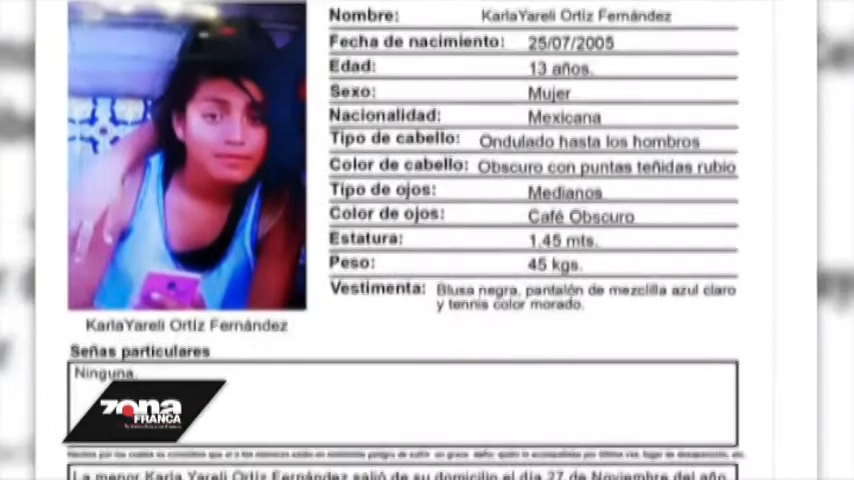 Nombre: KarlaYareli Ortiz Fernández
Fecha de nacimiento: 25/07/2005
Edad: 13 años.
Sexo: Mujer
Nacionalidad: Mexicana
Tipo de cabello: Ondulado hasta los hombros
Color de cabello: Obscuro con puntas teñidas rubio
Tipo de ojos: Medianos
Color de ojos: Café Obscuro
Estatura: 1.45 mts.
Peso: 45 kgs.
Vestimenta: Blusa negra, pantalón de mezclilla azul claro
y tennis color morado.
KarlaYareli Ortiz Fernández
Señas particulares
Ninguna.
ZONA
FRANCA
La menor Karla Yareli Ortiz Fernández salió de su domicilio el día 27 de Noviembre del año